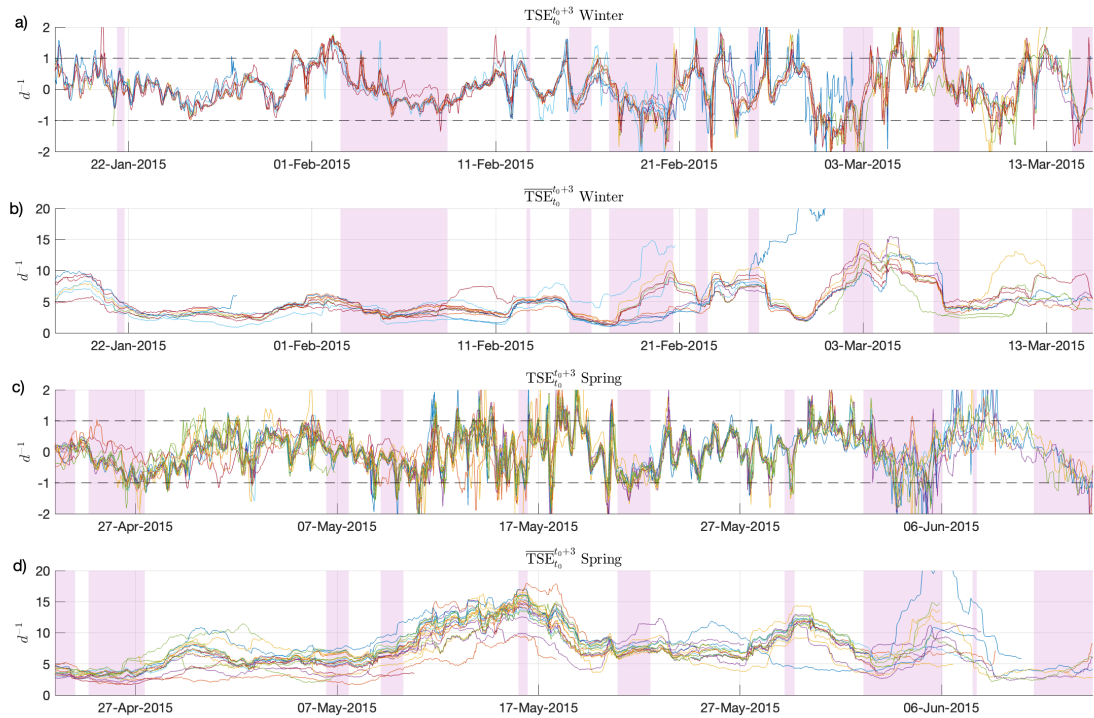 a)
TSE_{t_0}^{t_0+3} Winter
d^{-1}
2
1
0
-1
-2
22-Jan-2015 01-Feb-2015 11-Feb-2015 21-Feb-2015 03-Mar-2015 13-Mar-2015
b)
\overline{TSE}_{t_0}^{t_0+3} Winter
d^{-1}
20
15
10
5
0
22-Jan-2015 01-Feb-2015 11-Feb-2015 21-Feb-2015 03-Mar-2015 13-Mar-2015
c)
TSE_{t_0}^{t_0+3} Spring
d^{-1}
2
1
0
-1
-2
27-Apr-2015 07-May-2015 17-May-2015 27-May-2015 06-Jun-2015
d)
\overline{TSE}_{t_0}^{t_0+3} Spring
d^{-1}
20
15
10
5
0
27-Apr-2015 07-May-2015 17-May-2015 27-May-2015 06-Jun-2015